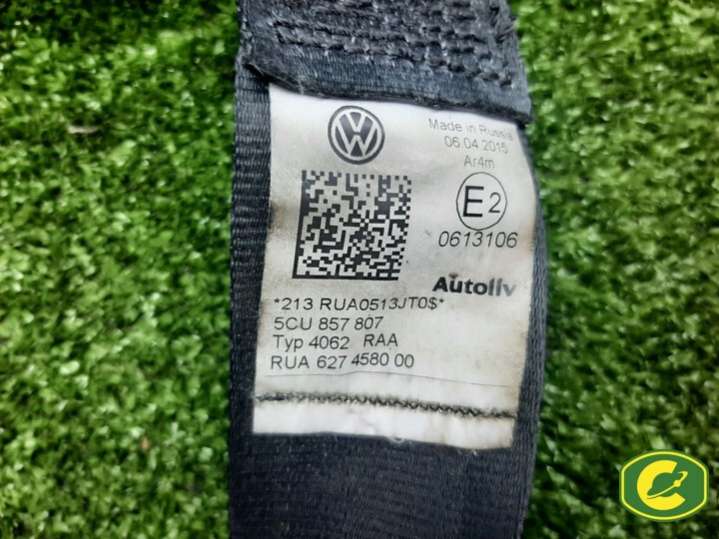 VW
Made in Russia
06.04.2015
Ar4m
E2
0613106
Autoliv
*213 RUA0513JT0$*
5CU 857 807
Typ 4062 RAA
RUA 627 4580 00
C